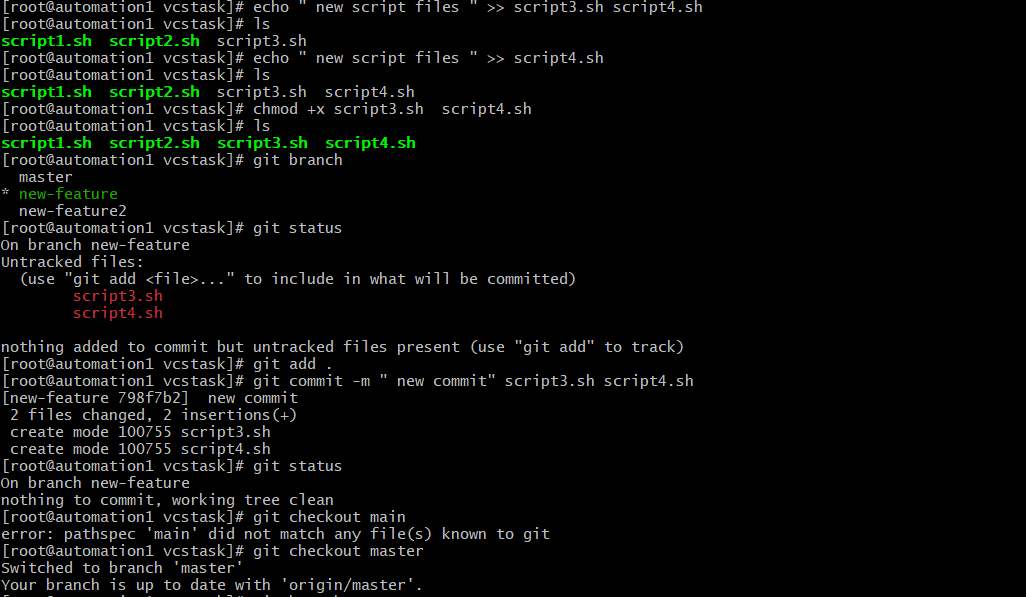 [root@automation1 vcstask]# echo " new script files " >> script3.sh script4.sh
[root@automation1 vcstask]# ls
script1.sh  script2.sh  script3.sh
[root@automation1 vcstask]# echo " new script files " >> script4.sh
[root@automation1 vcstask]# ls
script1.sh  script2.sh  script3.sh  script4.sh
[root@automation1 vcstask]# chmod +x script3.sh  script4.sh
[root@automation1 vcstask]# ls
script1.sh  script2.sh  script3.sh  script4.sh
[root@automation1 vcstask]# git branch
  master
* new-feature
  new-feature2
[root@automation1 vcstask]# git status
On branch new-feature
Untracked files:
  (use "git add <file>..." to include in what will be committed)
        script3.sh
        script4.sh
nothing added to commit but untracked files present (use "git add" to track)
[root@automation1 vcstask]# git add .
[root@automation1 vcstask]# git commit -m " new commit" script3.sh script4.sh
[new-feature 798f7b2]  new commit
 2 files changed, 2 insertions(+)
 create mode 100755 script3.sh
 create mode 100755 script4.sh
[root@automation1 vcstask]# git status
On branch new-feature
nothing to commit, working tree clean
[root@automation1 vcstask]# git checkout main
error: pathspec 'main' did not match any file(s) known to git
[root@automation1 vcstask]# git checkout master
Switched to branch 'master'
Your branch is up to date with 'origin/master'.